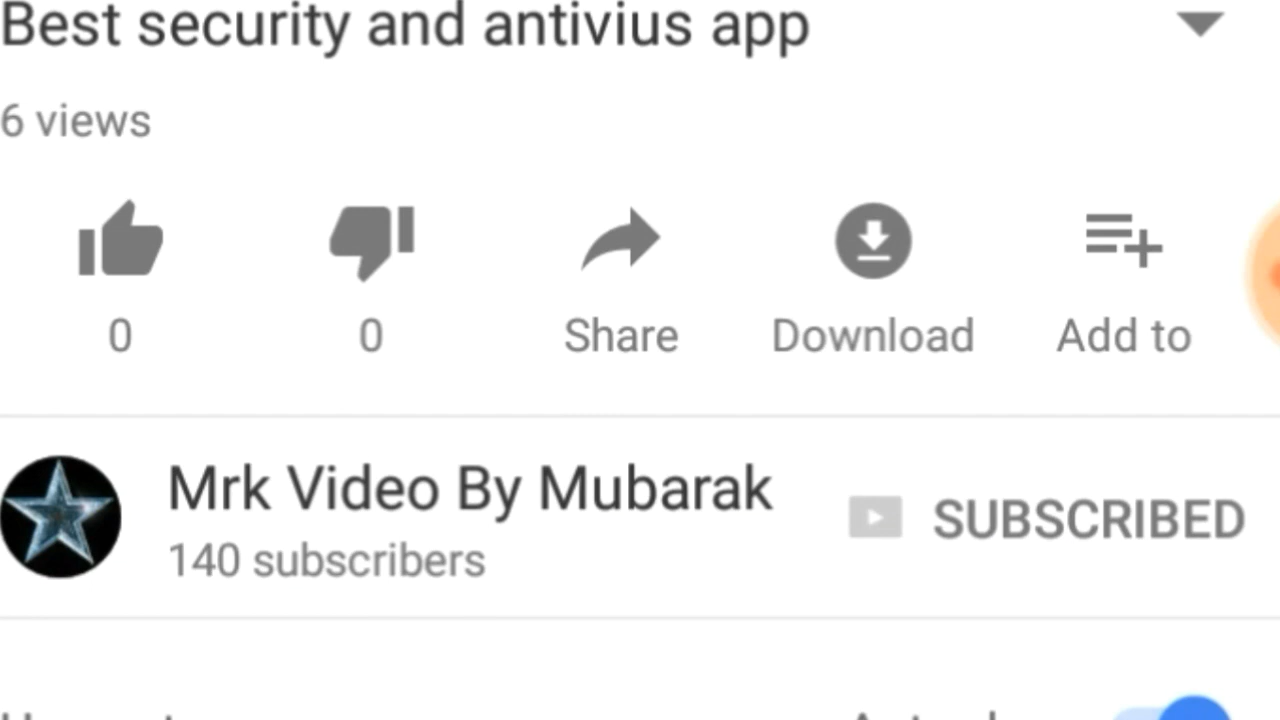 Best security and antivius app
6 views
0 0 Share Download Add to
Mrk Video By Mubarak
SUBSCRIBED
140 subscribers